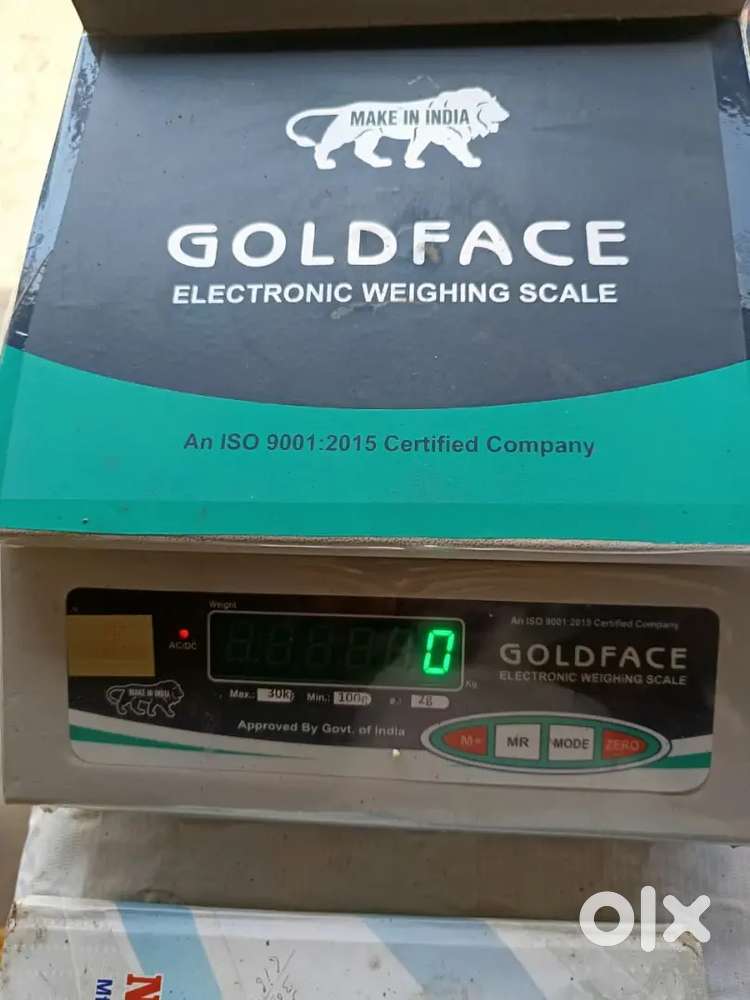 MAKE IN INDIA
GOLDFACE
ELECTRONIC WEIGHING SCALE
An ISO 9001:2015 Certified Company
Weight
An ISO 9001:2015 Certified Company
AC/DC
0
GOLDFACE
ELECTRONIC WEIGHING SCALE
Kg
MAKE IN INDIA
Max.: 30kg Min.: 100g e.: 2g
Approved By Govt. of India
M+ MR MODE ZERO
olx
N